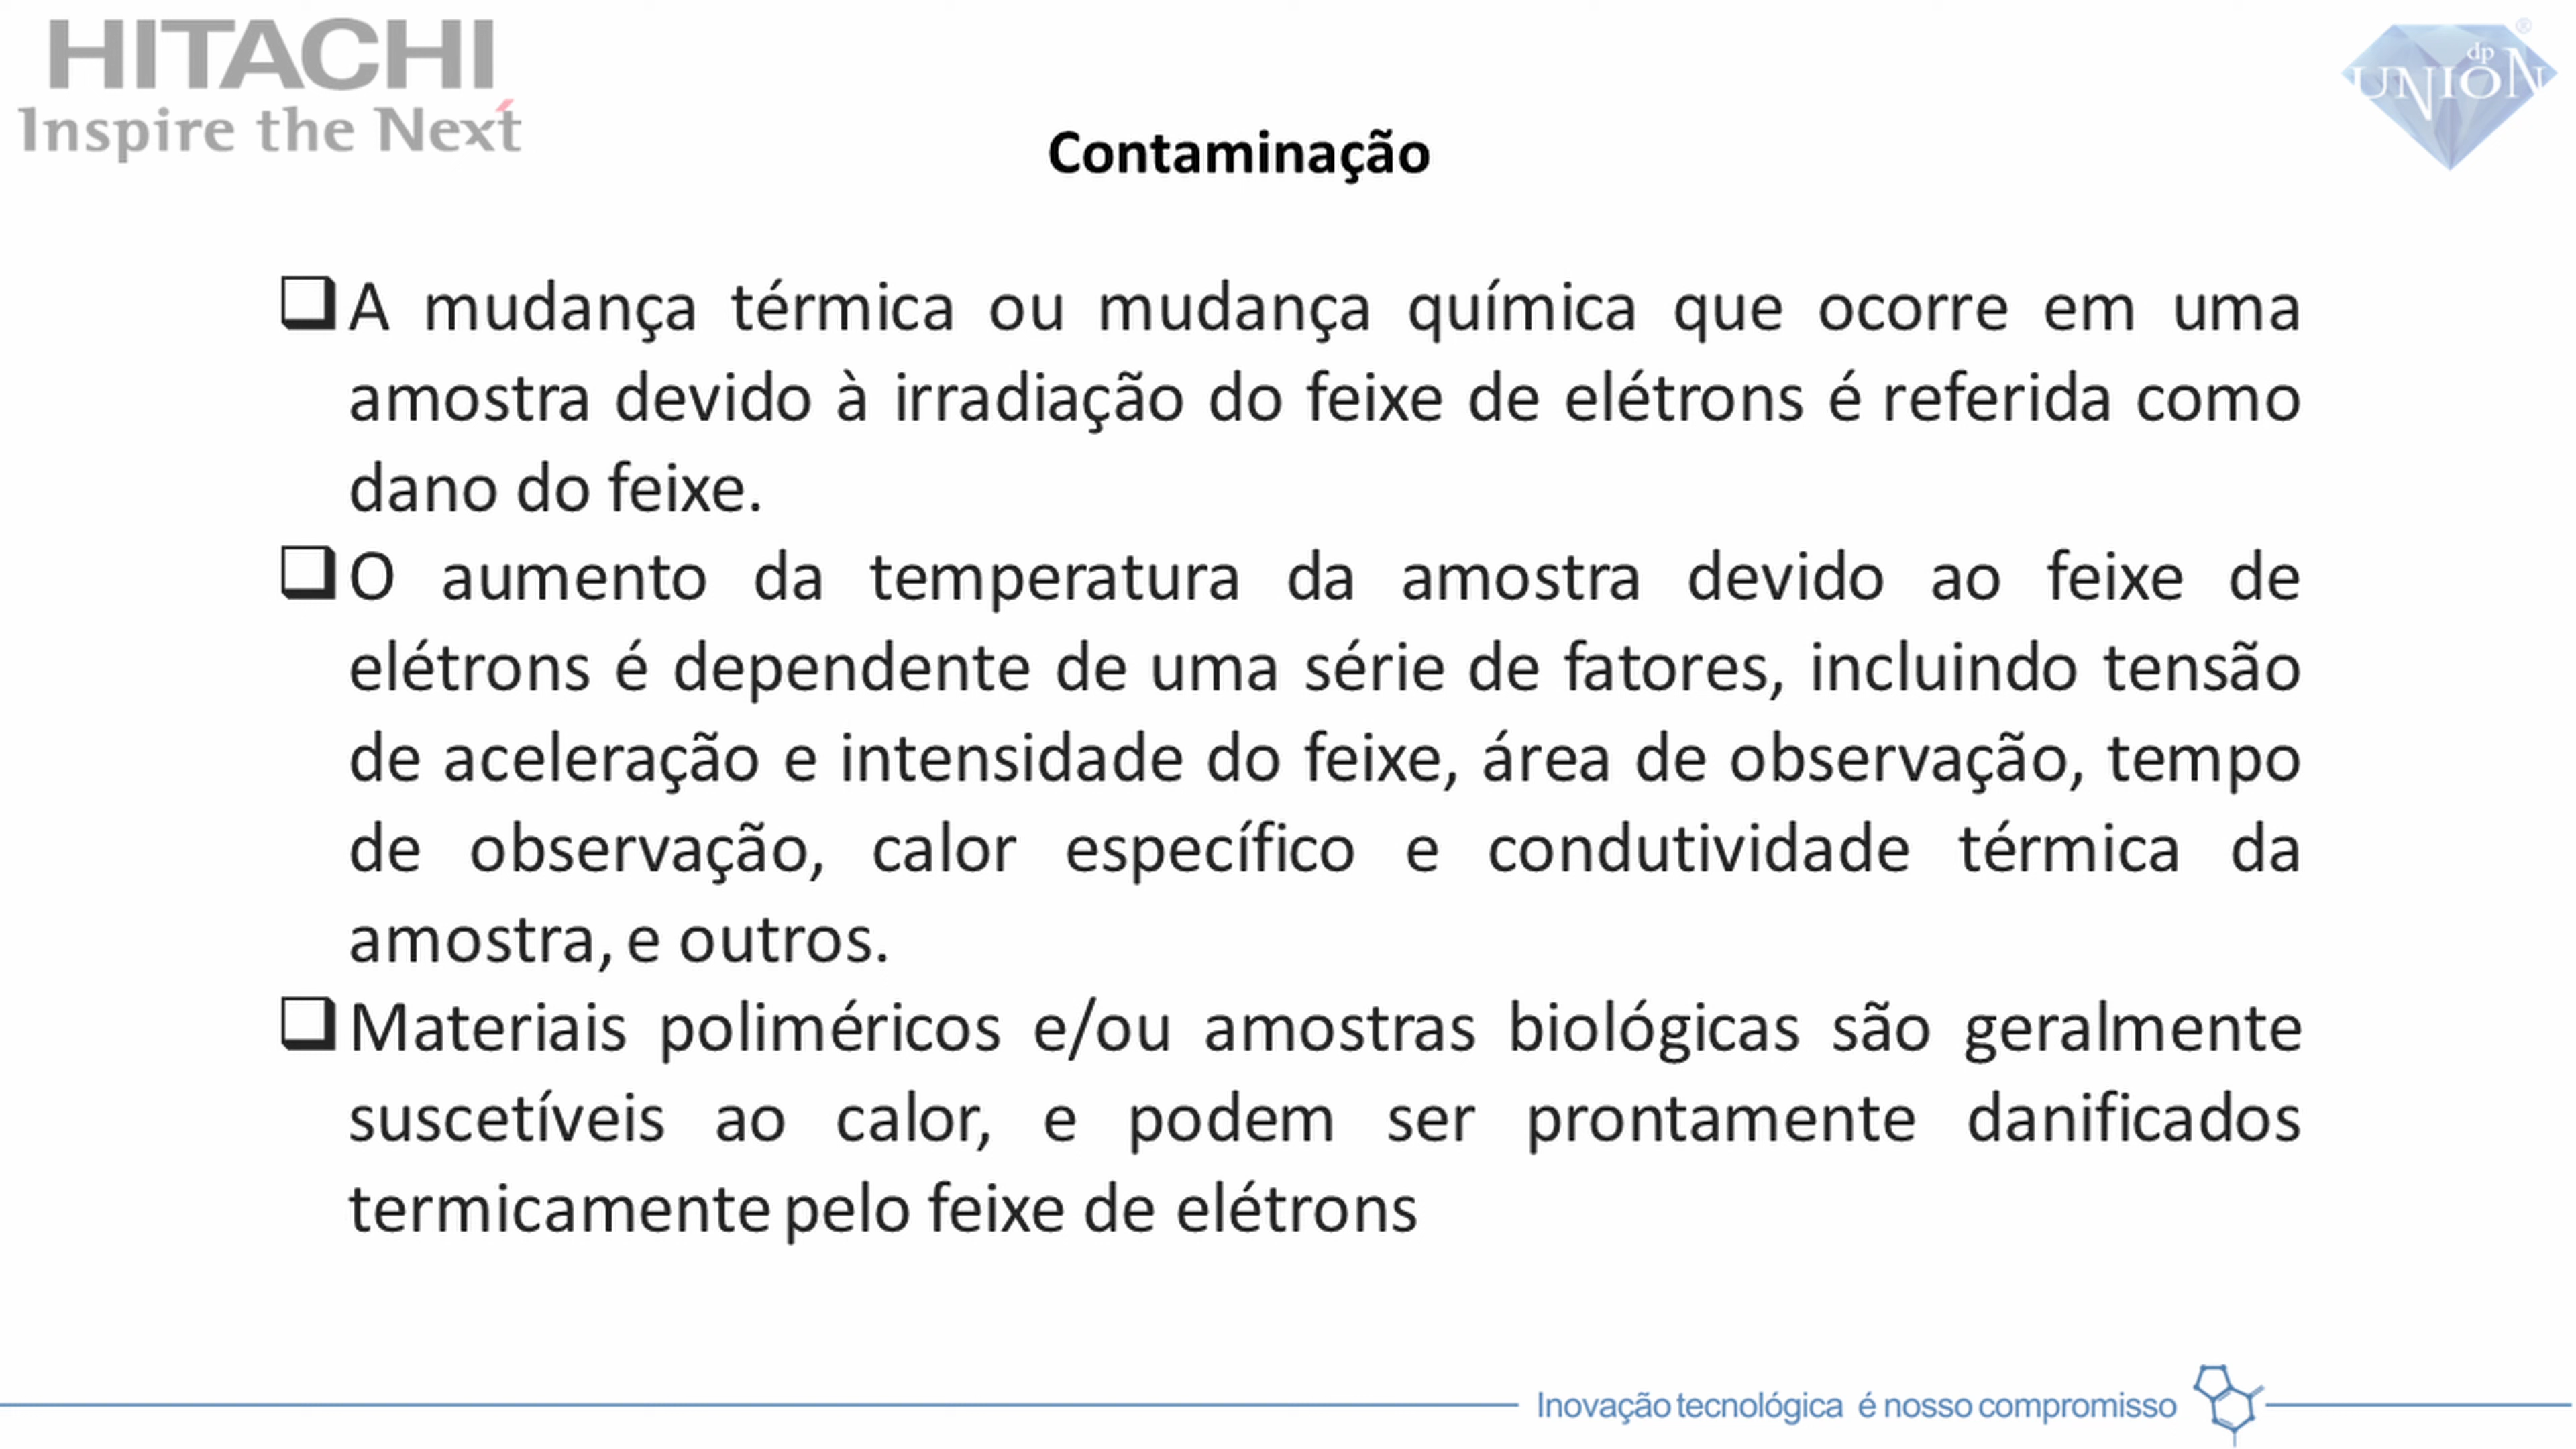 HITACHI
Inspire the Next
dp
UNION
®
Contaminação
A mudança térmica ou mudança química que ocorre em uma
amostra devido à irradiação do feixe de elétrons é referida como
dano do feixe.
O aumento da temperatura da amostra devido ao feixe de
elétrons é dependente de uma série de fatores, incluindo tensão
de aceleração e intensidade do feixe, área de observação, tempo
de observação, calor específico e condutividade térmica da
amostra, e outros.
Materiais poliméricos e/ou amostras biológicas são geralmente
suscetíveis ao calor, e podem ser prontamente danificados
termicamente pelo feixe de elétrons
Inovação tecnológica é nosso compromisso